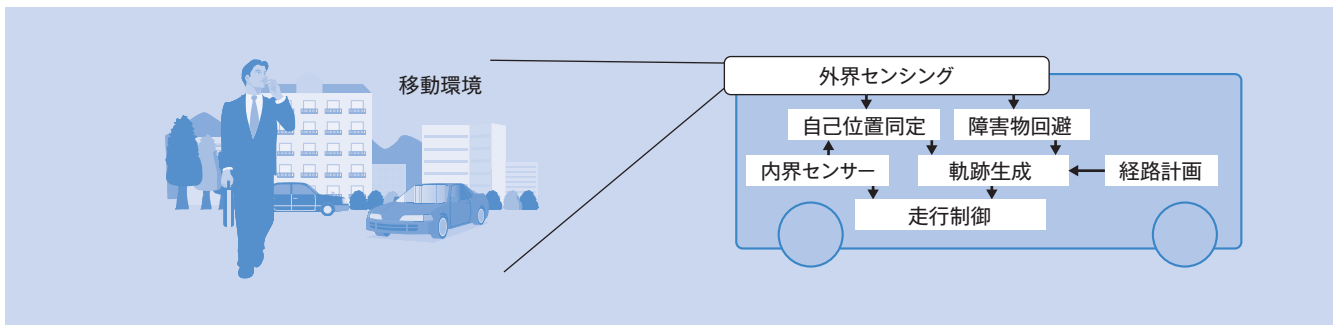 移動環境
外界センシング
自己位置同定
障害物回避
内界センサー
軌跡生成
経路計画
走行制御